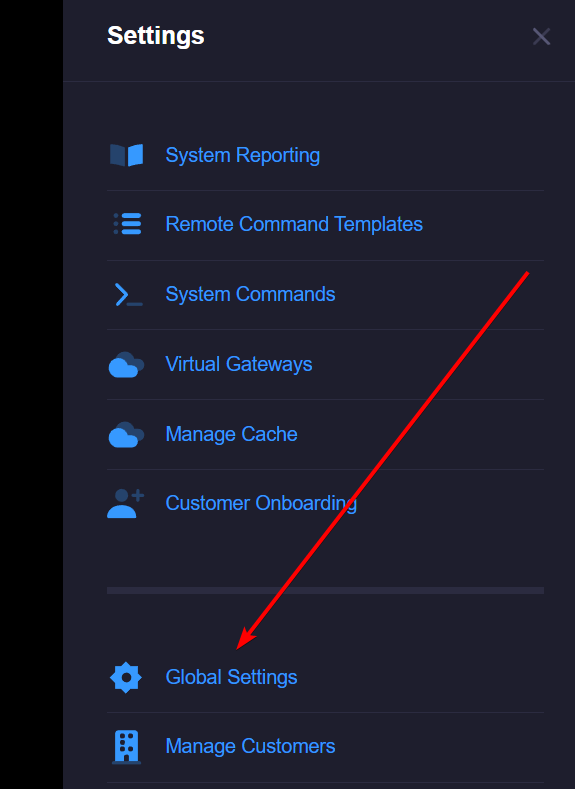 Settings
System Reporting
Remote Command Templates
System Commands
Virtual Gateways
Manage Cache
Customer Onboarding
Global Settings
Manage Customers